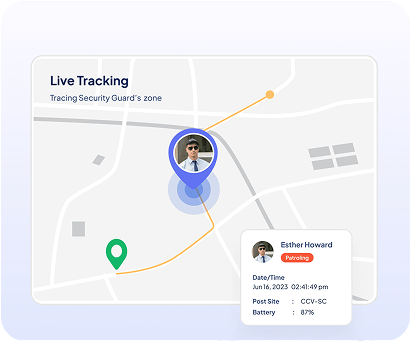 Live Tracking
Tracing Security Guard's zone
Esther Howard
Patroling
Date/Time
Jun 16, 2023 02:41:49 pm
Post Site : CCV-SC
Battery : 87%